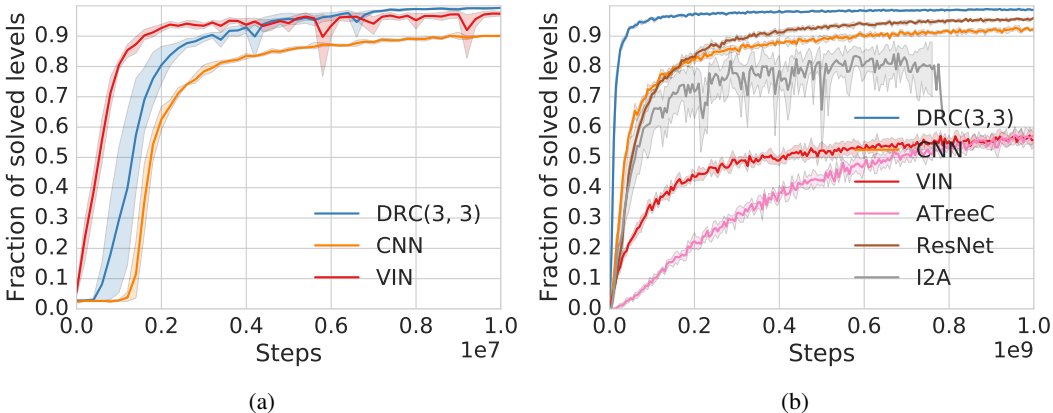 Fraction of solved levels
0.9
0.8
0.7
0.6
0.5
0.4
0.3
0.2
0.1
0.0
DRC(3, 3)
CNN
VIN
0.0 0.2 0.4 0.6 0.8 1.0
Steps
1e7
(a)
Fraction of solved levels
0.9
0.8
0.7
0.6
0.5
0.4
0.3
0.2
0.1
0.0
DRC(3,3)
CNN
VIN
ATreeC
ResNet
I2A
0.0 0.2 0.4 0.6 0.8 1.0
Steps
1e9
(b)